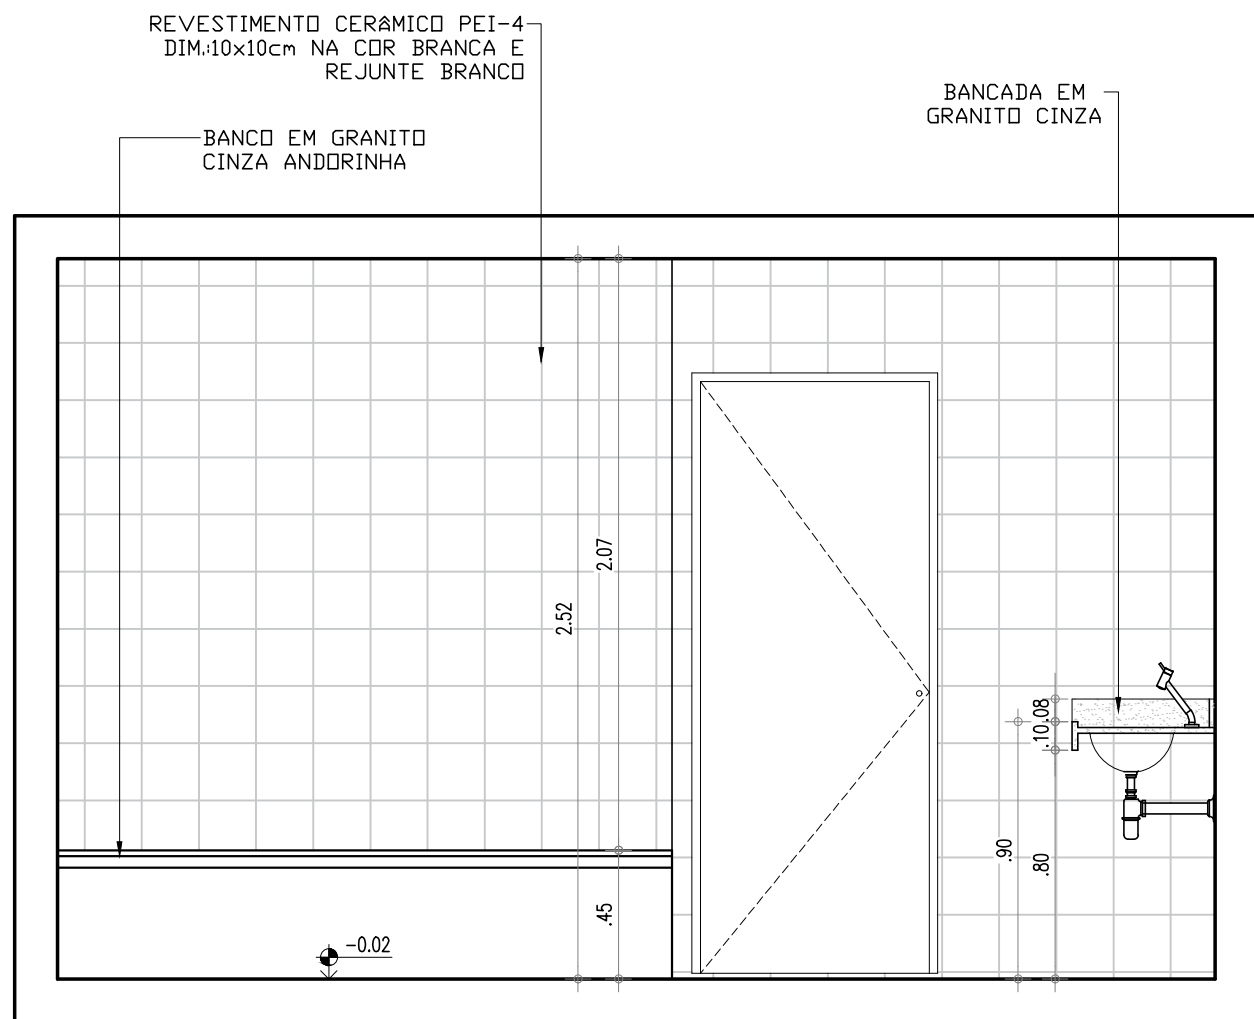 REVESTIMENTO CERÂMICO PEI-4
DIM.:10x10cm NA COR BRANCA E
REJUNTE BRANCO
BANCADA EM
GRANITO CINZA
BANCO EM GRANITO
CINZA ANDORINHA
2.07
2.52
.10
.08
.90
.80
.45
-0.02